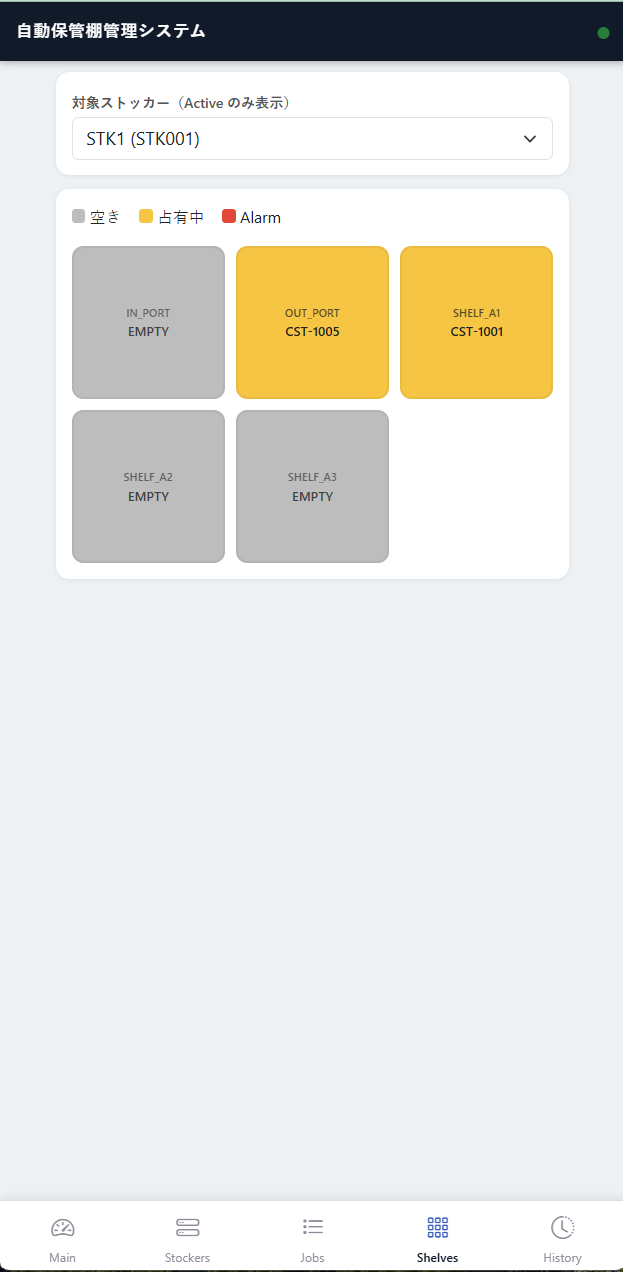 自動保管棚管理システム
対象ストッカー（Active のみ表示）
STK1 (STK001)
空き 占有中 Alarm
IN_PORT
EMPTY
OUT_PORT
CST-1005
SHELF_A1
CST-1001
SHELF_A2
EMPTY
SHELF_A3
EMPTY
Main Stockers Jobs Shelves History